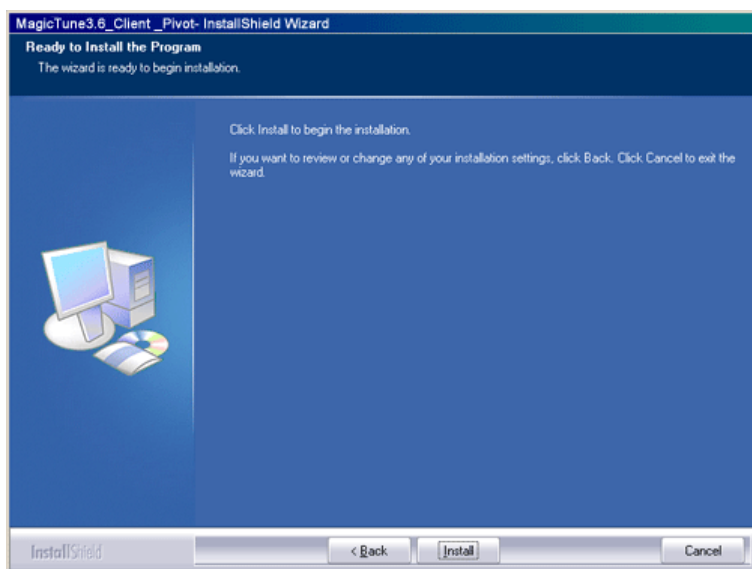 MagicTune3.6_Client _Pivot- InstallShield Wizard
Ready to Install the Program
The wizard is ready to begin installation.
Click Install to begin the installation.
If you want to review or change any of your installation settings, click Back. Click Cancel to exit the
wizard.
InstallShield
< Back
Install
Cancel